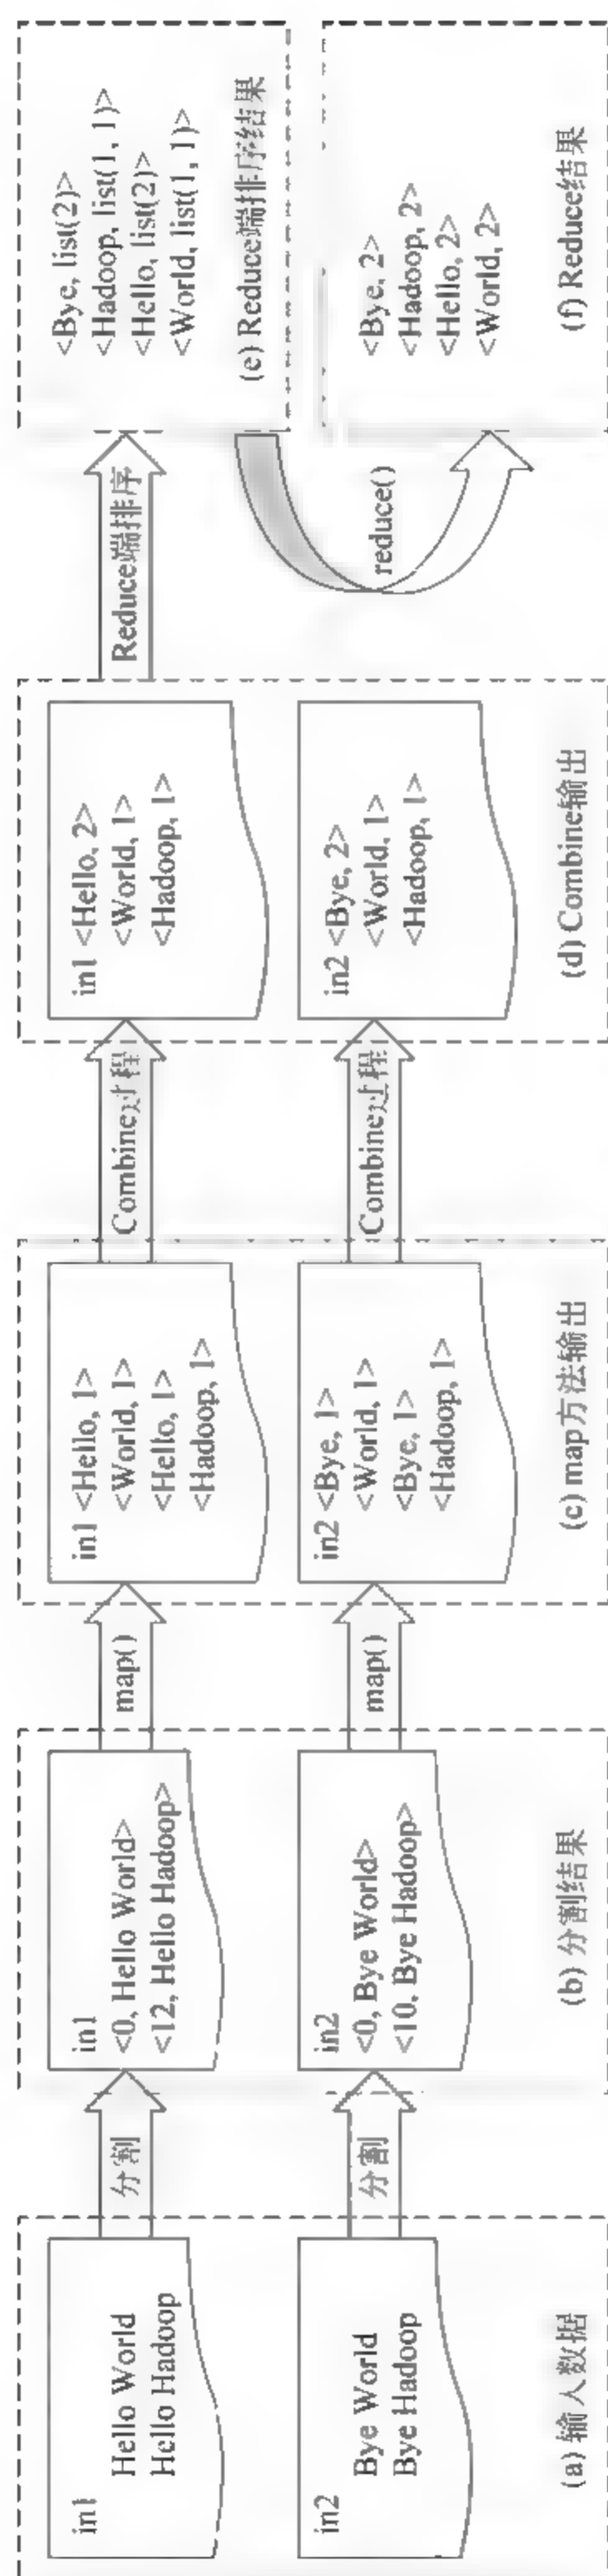 in1
Hello World
Hello Hadoop
in2
Bye World
Bye Hadoop
(a) 输入数据
分割
分割
in1
<0, Hello World>
<12, Hello Hadoop>
in2
<0, Bye World>
<10, Bye Hadoop>
(b) 分割结果
map()
map()
in1 <Hello, 1>
<World, 1>
<Hello, 1>
<Hadoop, 1>
in2 <Bye, 1>
<World, 1>
<Bye, 1>
<Hadoop, 1>
(c) map方法输出
Combine过程
Combine过程
in1 <Hello, 2>
<World, 1>
<Hadoop, 1>
in2 <Bye, 2>
<World, 1>
<Hadoop, 1>
(d) Combine输出
Reduce端排序
<Bye, list(2)>
<Hadoop, list(1, 1)>
<Hello, list(2)>
<World, list(1, 1)>
(e) Reduce端排序结果
reduce()
<Bye, 2>
<Hadoop, 2>
<Hello, 2>
<World, 2>
(f) Reduce结果